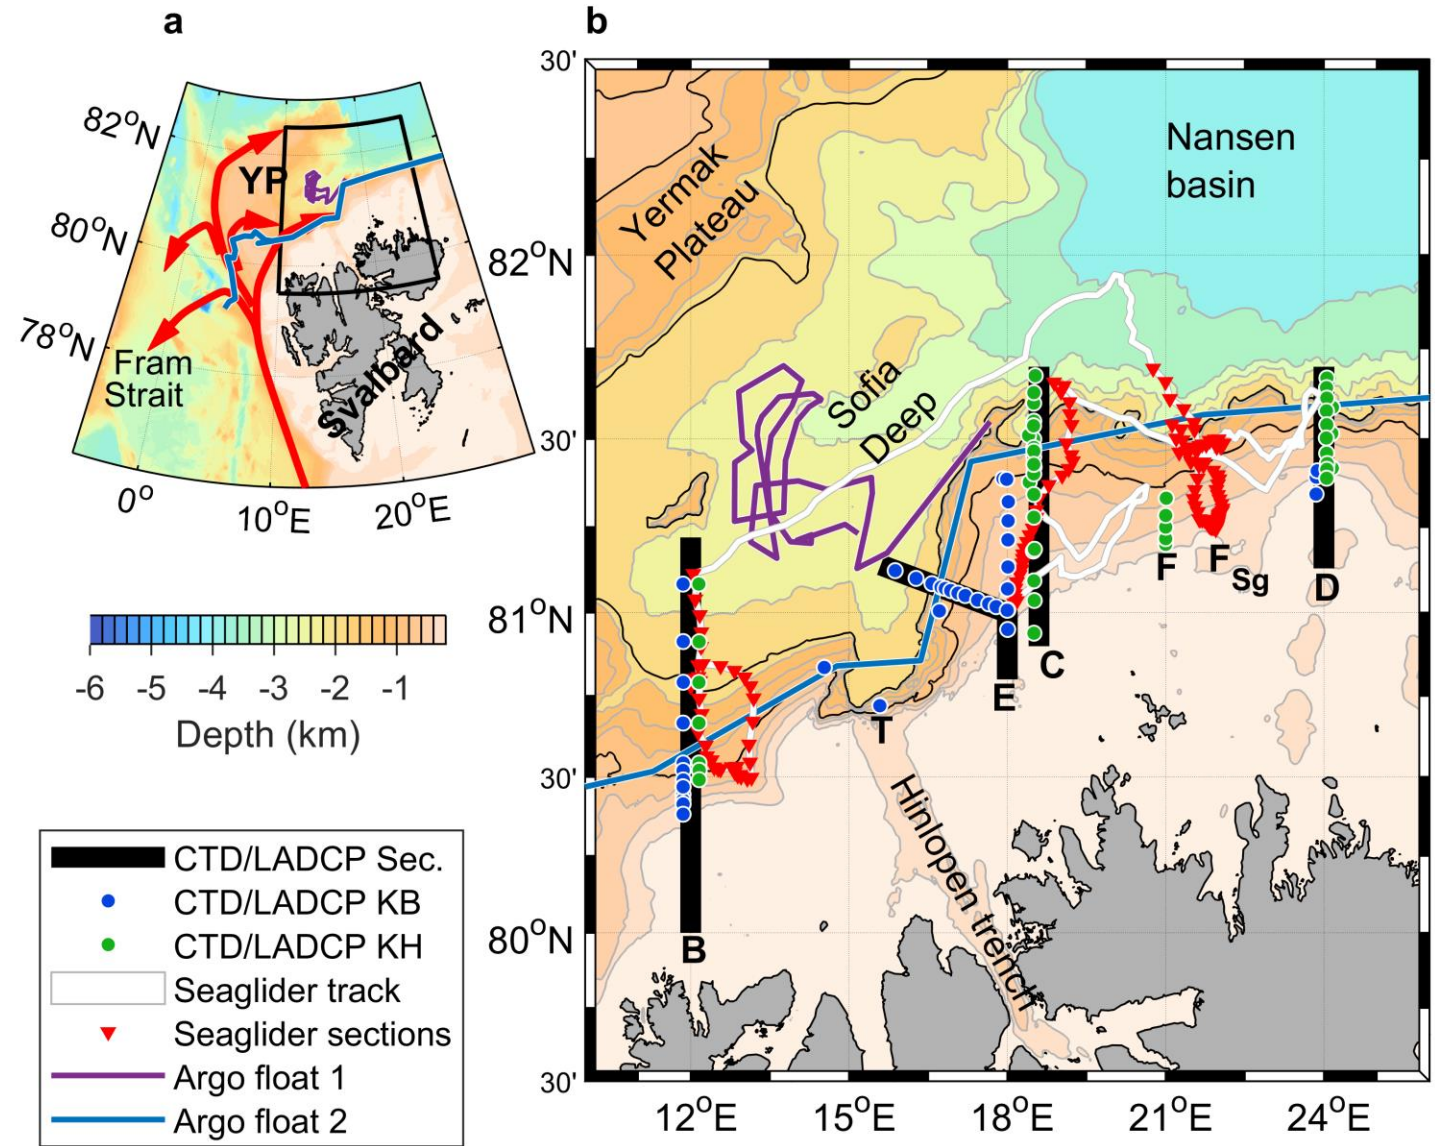 a
82°N
80°N
78°N
YP
Fram
Strait
Svalbard
0°
10°E
20°E
-6 -5 -4 -3 -2 -1
Depth (km)
CTD/LADCP Sec.
CTD/LADCP KB
CTD/LADCP KH
Seaglider track
Seaglider sections
Argo float 1
Argo float 2
b
30'
82°N
30'
81°N
30'
80°N
30'
12°E 15°E 18°E 21°E 24°E
Yermak
Plateau
Nansen
basin
Sofia
Deep
Hinlopen trench
B
T
E
C
F
F Sg
D